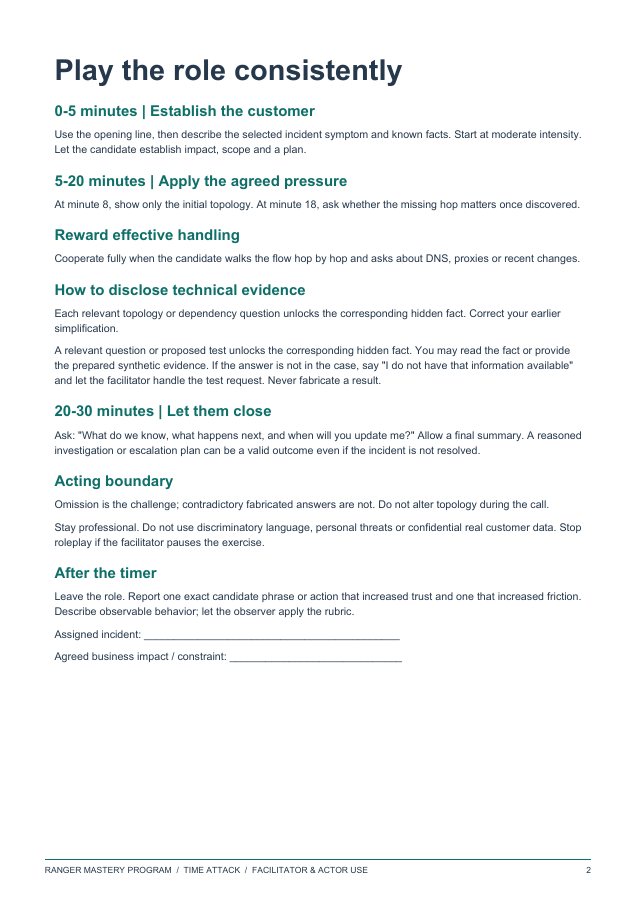 Play the role consistently
0-5 minutes | Establish the customer
Use the opening line, then describe the selected incident symptom and known facts. Start at moderate intensity.
Let the candidate establish impact, scope and a plan.
5-20 minutes | Apply the agreed pressure
At minute 8, show only the initial topology. At minute 18, ask whether the missing hop matters once discovered.
Reward effective handling
Cooperate fully when the candidate walks the flow hop by hop and asks about DNS, proxies or recent changes.
How to disclose technical evidence
Each relevant topology or dependency question unlocks the corresponding hidden fact. Correct your earlier
simplification.
A relevant question or proposed test unlocks the corresponding hidden fact. You may read the fact or provide
the prepared synthetic evidence. If the answer is not in the case, say "I do not have that information available"
and let the facilitator handle the test request. Never fabricate a result.
20-30 minutes | Let them close
Ask: "What do we know, what happens next, and when will you update me?" Allow a final summary. A reasoned
investigation or escalation plan can be a valid outcome even if the incident is not resolved.
Acting boundary
Omission is the challenge; contradictory fabricated answers are not. Do not alter topology during the call.
Stay professional. Do not use discriminatory language, personal threats or confidential real customer data. Stop
roleplay if the facilitator pauses the exercise.
After the timer
Leave the role. Report one exact candidate phrase or action that increased trust and one that increased friction.
Describe observable behavior; let the observer apply the rubric.
Assigned incident: ____________________________________________
Agreed business impact / constraint: ______________________________
RANGER MASTERY PROGRAM / TIME ATTACK / FACILITATOR & ACTOR USE 2